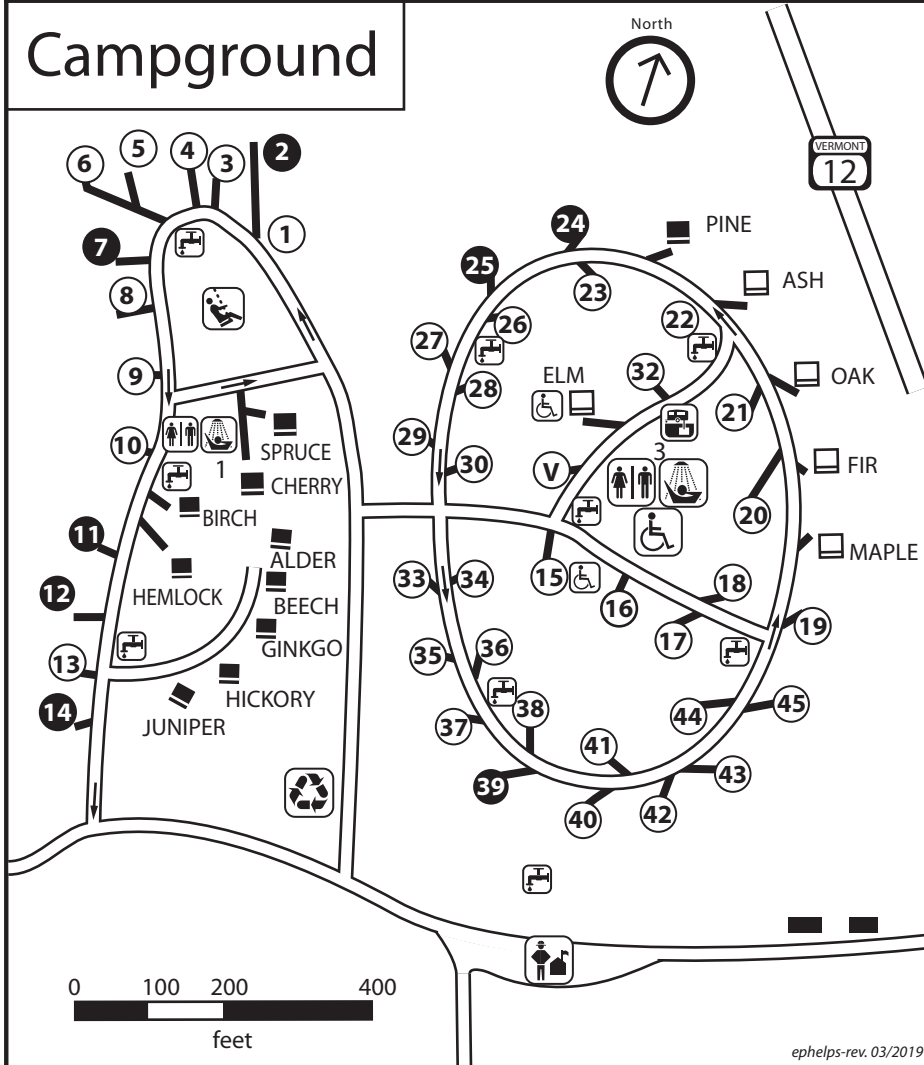 Campground
North
VERMONT
12
2
5
4
3
6
1
7
8
9
10
1
SPRUCE
CHERRY
BIRCH
11
HEMLOCK
ALDER
12
BEECH
GINKGO
13
HICKORY
14
JUNIPER
24
PINE
25
23
ASH
26
22
27
ELM
32
28
21
OAK
29
30
V
3
FIR
20
MAPLE
33
34
15
16
18
17
19
35
36
37
38
44
45
39
41
43
40
42
0 100 200 400
feet
ephelps-rev. 03/2019